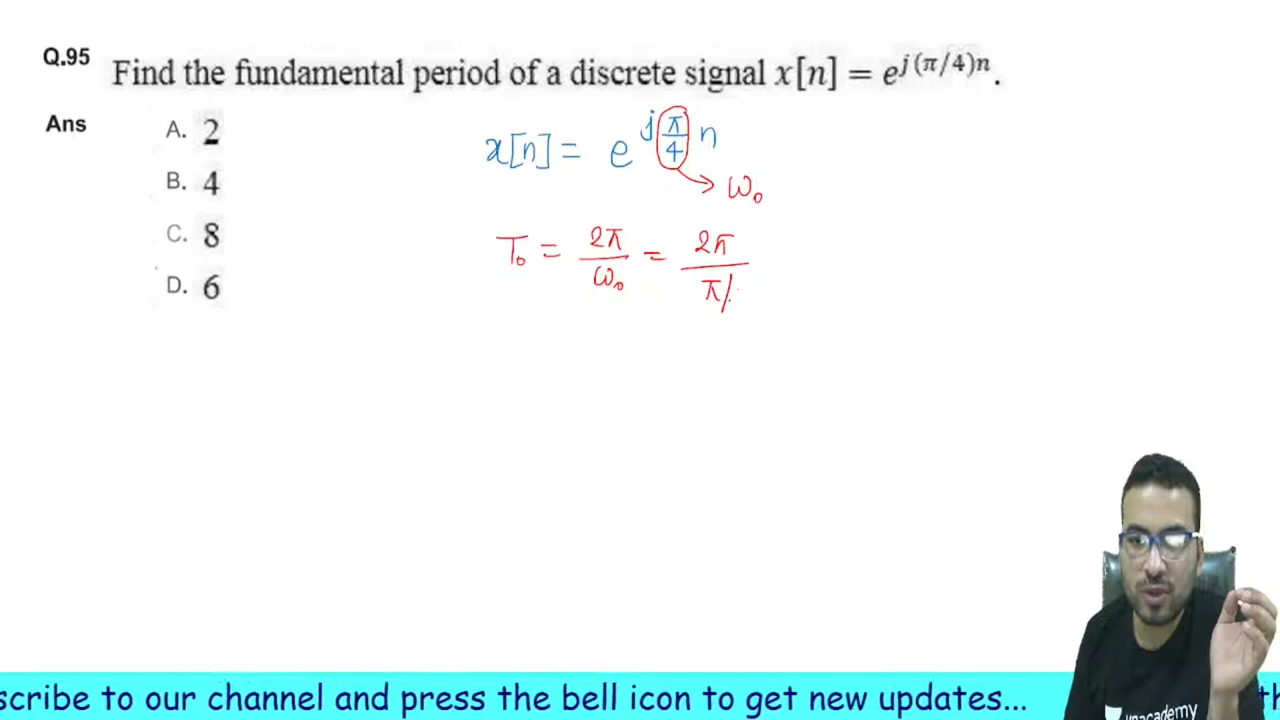 Q.95 Find the fundamental period of a discrete signal x[n] = e^{j(π/4)n}.
Ans
A. 2
x[n] = e^{j π/4 n}
B. 4
→ ω₀
C. 8
T₀ = 2π/ω₀ = 2π/π/
D. 6
scribe to our channel and press the bell icon to get new updates...
unacademy